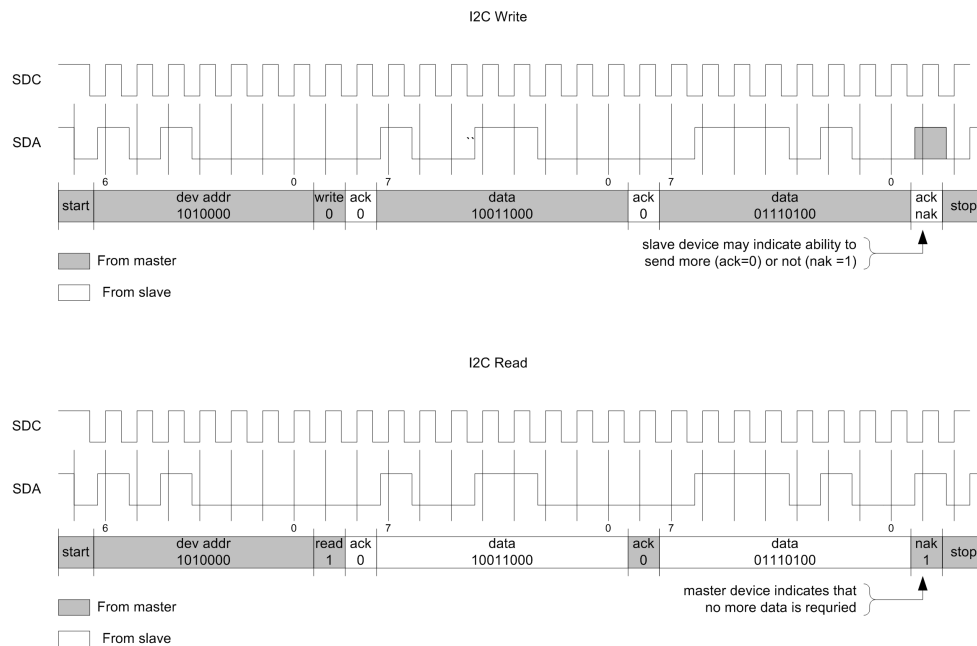 I2C Write
SDC
SDA
6 0 7 0 7 0
start dev addr write ack data ack data ack stop
1010000 0 0 10011000 0 01110100 nak
slave device may indicate ability to
send more (ack=0) or not (nak =1)
From master
From slave
I2C Read
SDC
SDA
6 0 7 0 7 0
start dev addr read ack data ack data nak stop
1010000 1 0 10011000 0 01110100 1
master device indicates that
no more data is requried
From master
From slave